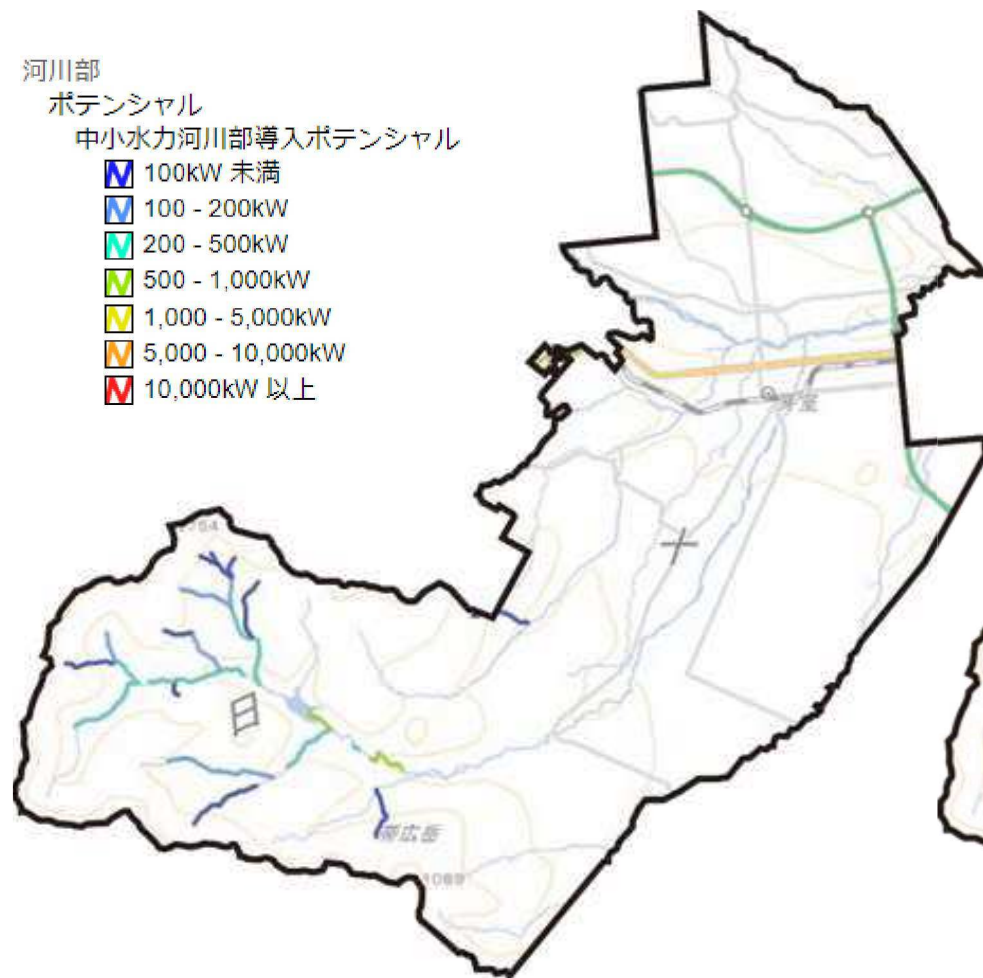 河川部
ポテンシャル
中小水力河川部導入ポテンシャル
100kW 未満
100 - 200kW
200 - 500kW
500 - 1,000kW
1,000 - 5,000kW
5,000 - 10,000kW
10,000kW 以上
帯広岳
1089